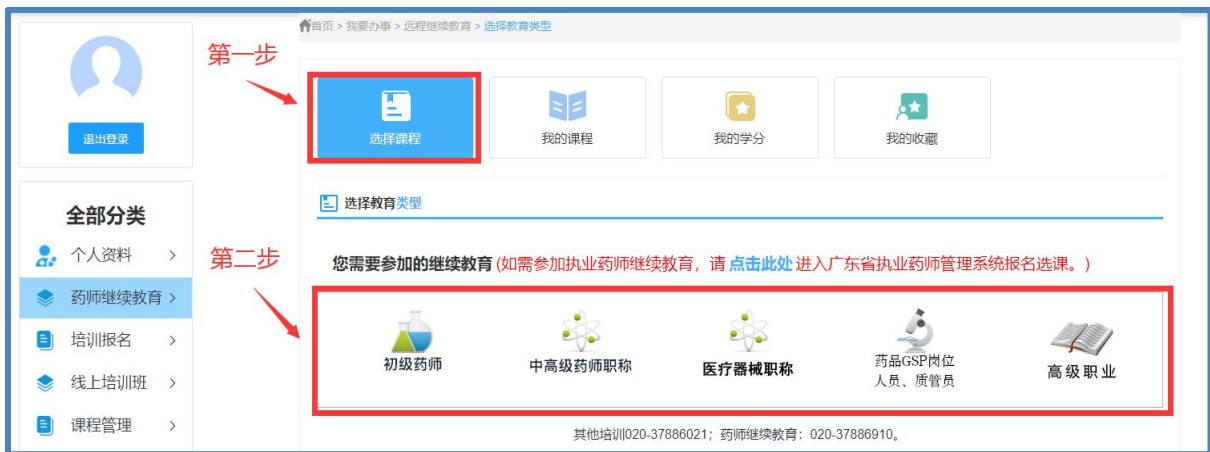 首页 > 我要办事 > 远程继续教育 > 选择教育类型
第一步
退出登录
选择课程
我的课程
我的学分
我的收藏
选择教育类型
全部分类
个人资料 >
药师继续教育 >
培训报名 >
线上培训班 >
课程管理 >
第二步
您需要参加的继续教育 (如需参加执业药师继续教育，请 点击此处 进入广东省执业药师管理系统报名选课。)
初级药师
中高级药师职称
医疗器械职称
药品GSP岗位
人员、质管员
高级职业
其他培训020-37886021；药师继续教育：020-37886910。